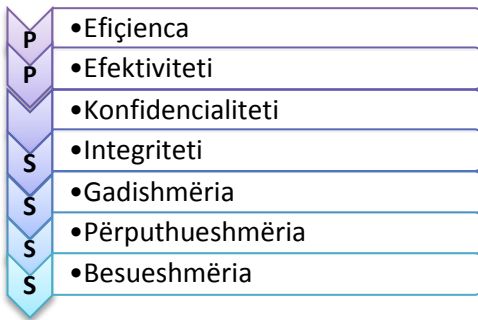 P •Efiçienca
P •Efektiviteti
•Konfidencialiteti
S •Integriteti
S •Gadishmëria
S •Përputhueshmëria
S •Besueshmëria